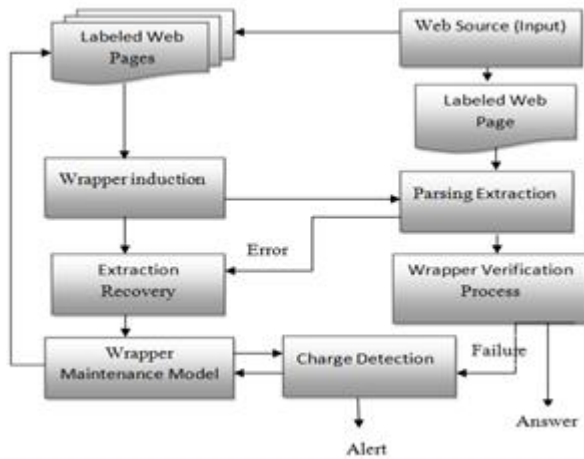 Labeled Web
Pages
Web Source (Input)
Labeled Web
Page
Wrapper induction
Parsing Extraction
Error
Extraction
Recovery
Wrapper Verification
Process
Wrapper
Maintenance Model
Charge Detection
Failure
Answer
Alert